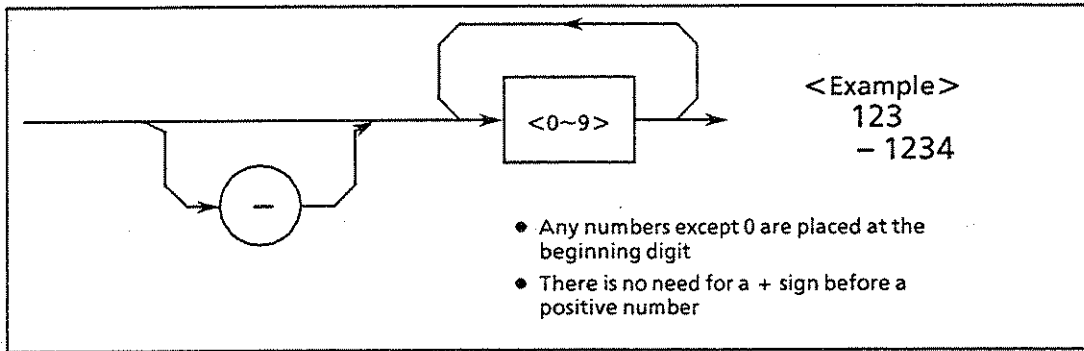 <0~9>
–
<Example>
123
– 1234
● Any numbers except 0 are placed at the
beginning digit
● There is no need for a + sign before a
positive number